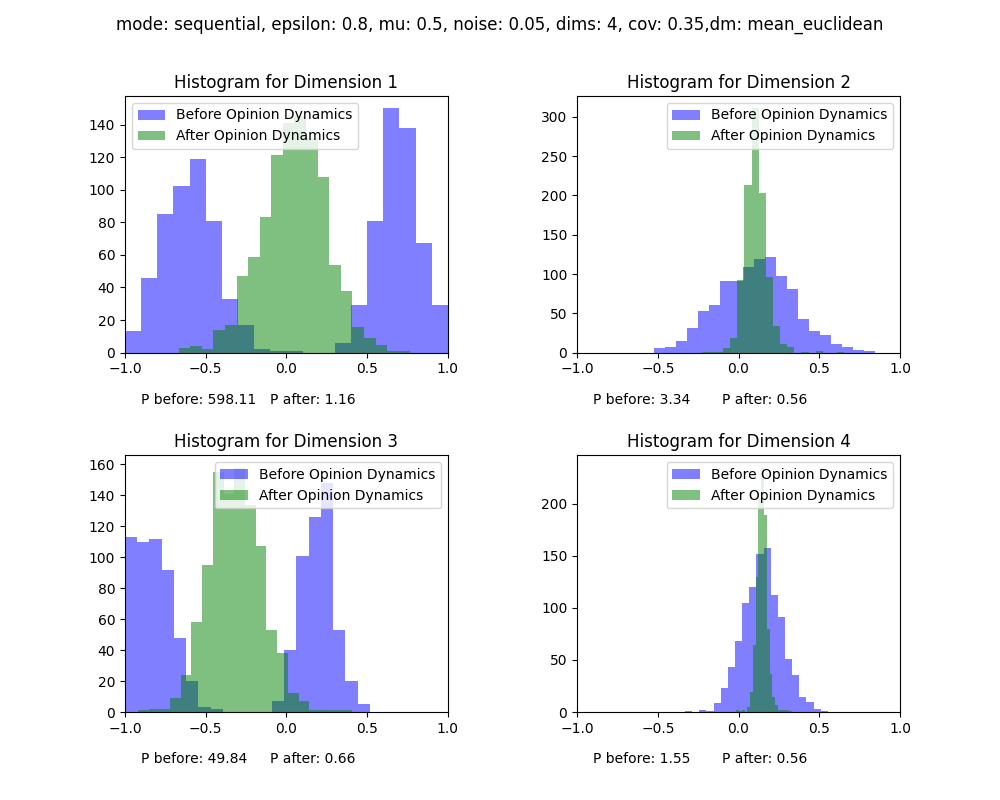 mode: sequential, epsilon: 0.8, mu: 0.5, noise: 0.05, dims: 4, cov: 0.35,dm: mean_euclidean
Histogram for Dimension 1
Before Opinion Dynamics
After Opinion Dynamics
140
120
100
80
60
40
20
0
−1.0 −0.5 0.0 0.5 1.0
P before: 598.11 P after: 1.16
Histogram for Dimension 2
Before Opinion Dynamics
After Opinion Dynamics
300
250
200
150
100
50
0
−1.0 −0.5 0.0 0.5 1.0
P before: 3.34 P after: 0.56
Histogram for Dimension 3
Before Opinion Dynamics
After Opinion Dynamics
160
140
120
100
80
60
40
20
0
−1.0 −0.5 0.0 0.5 1.0
P before: 49.84 P after: 0.66
Histogram for Dimension 4
Before Opinion Dynamics
After Opinion Dynamics
200
150
100
50
0
−1.0 −0.5 0.0 0.5 1.0
P before: 1.55 P after: 0.56